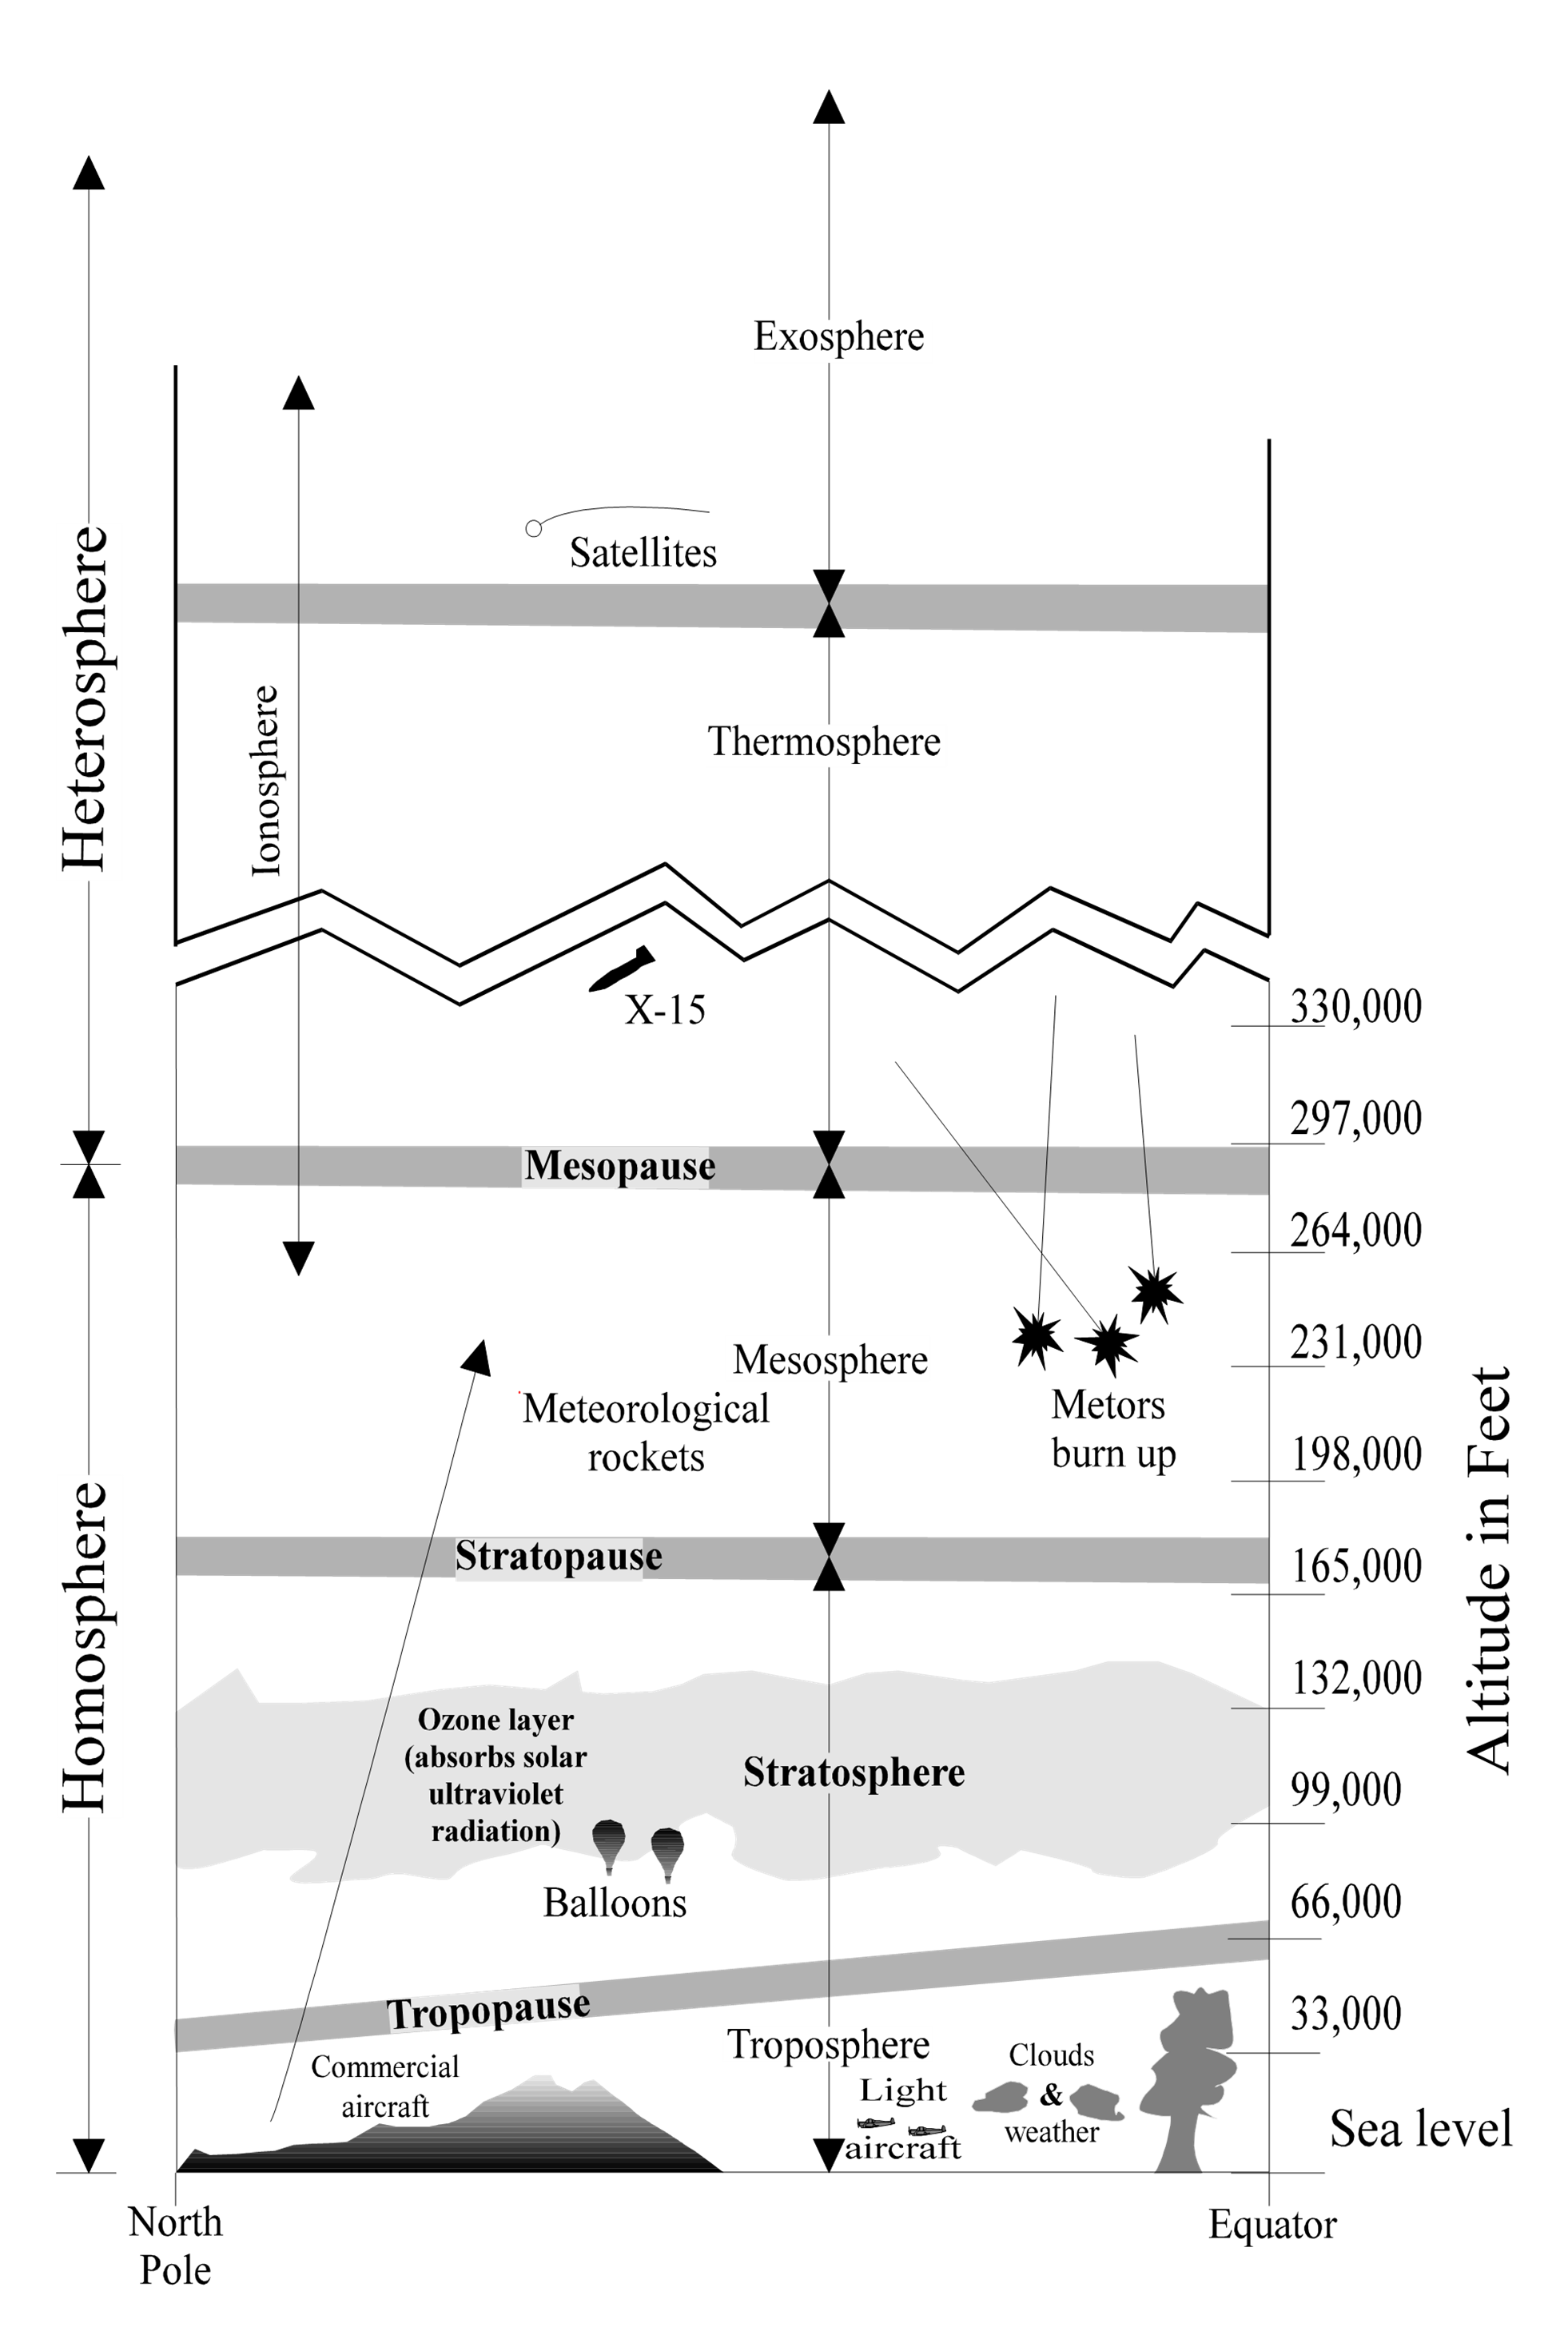 Exosphere
Satellites
Heterosphere
Ionosphere
Thermosphere
X-15
330,000
297,000
Mesopause
264,000
231,000
Mesosphere
Meteorological
rockets
Metors
burn up
198,000
Altitude in Feet
Homosphere
Stratopause
165,000
132,000
Ozone layer
(absorbs solar
ultraviolet
radiation)
Stratosphere
99,000
Balloons
66,000
Tropopause
33,000
Troposphere
Commercial
aircraft
Light
aircraft
Clouds
&
weather
Sea level
North
Pole
Equator